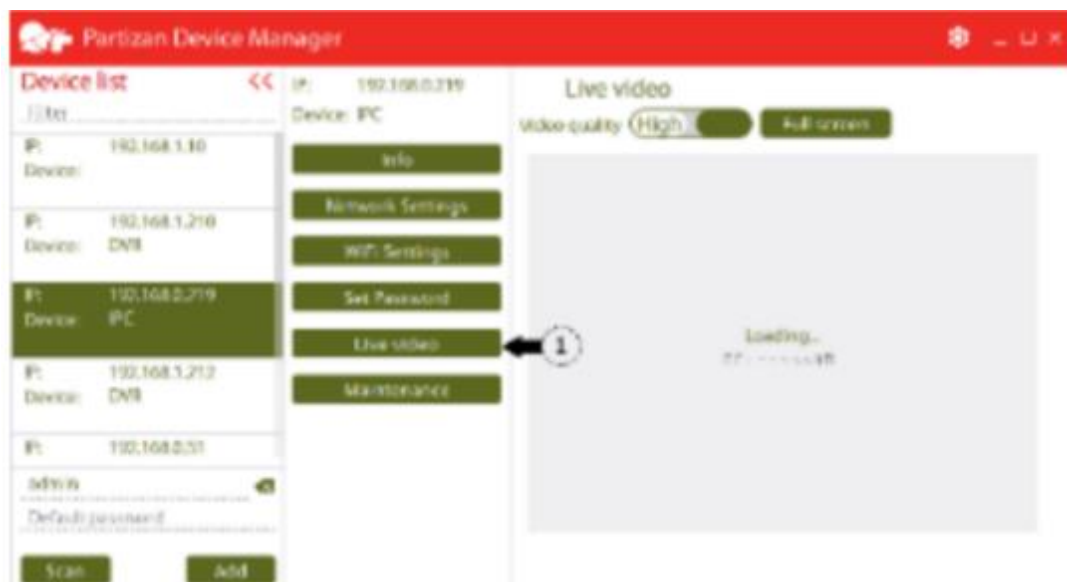 Partizan Device Manager
Device list <<
Filter
IP: 192.168.1.10
Device:
IP: 192.168.1.210
Device: DVR
IP: 192.168.0.219
Device: IPC
IP: 192.168.1.212
Device: DVR
IP: 192.168.0.51
admin
Default password
Scan Add
IP: 192.168.0.219
Device: IPC
Info
Network Settings
WiFi Settings
Set Password
Live video
Maintenance
1
Live video
Video quality High Full screen
Loading...